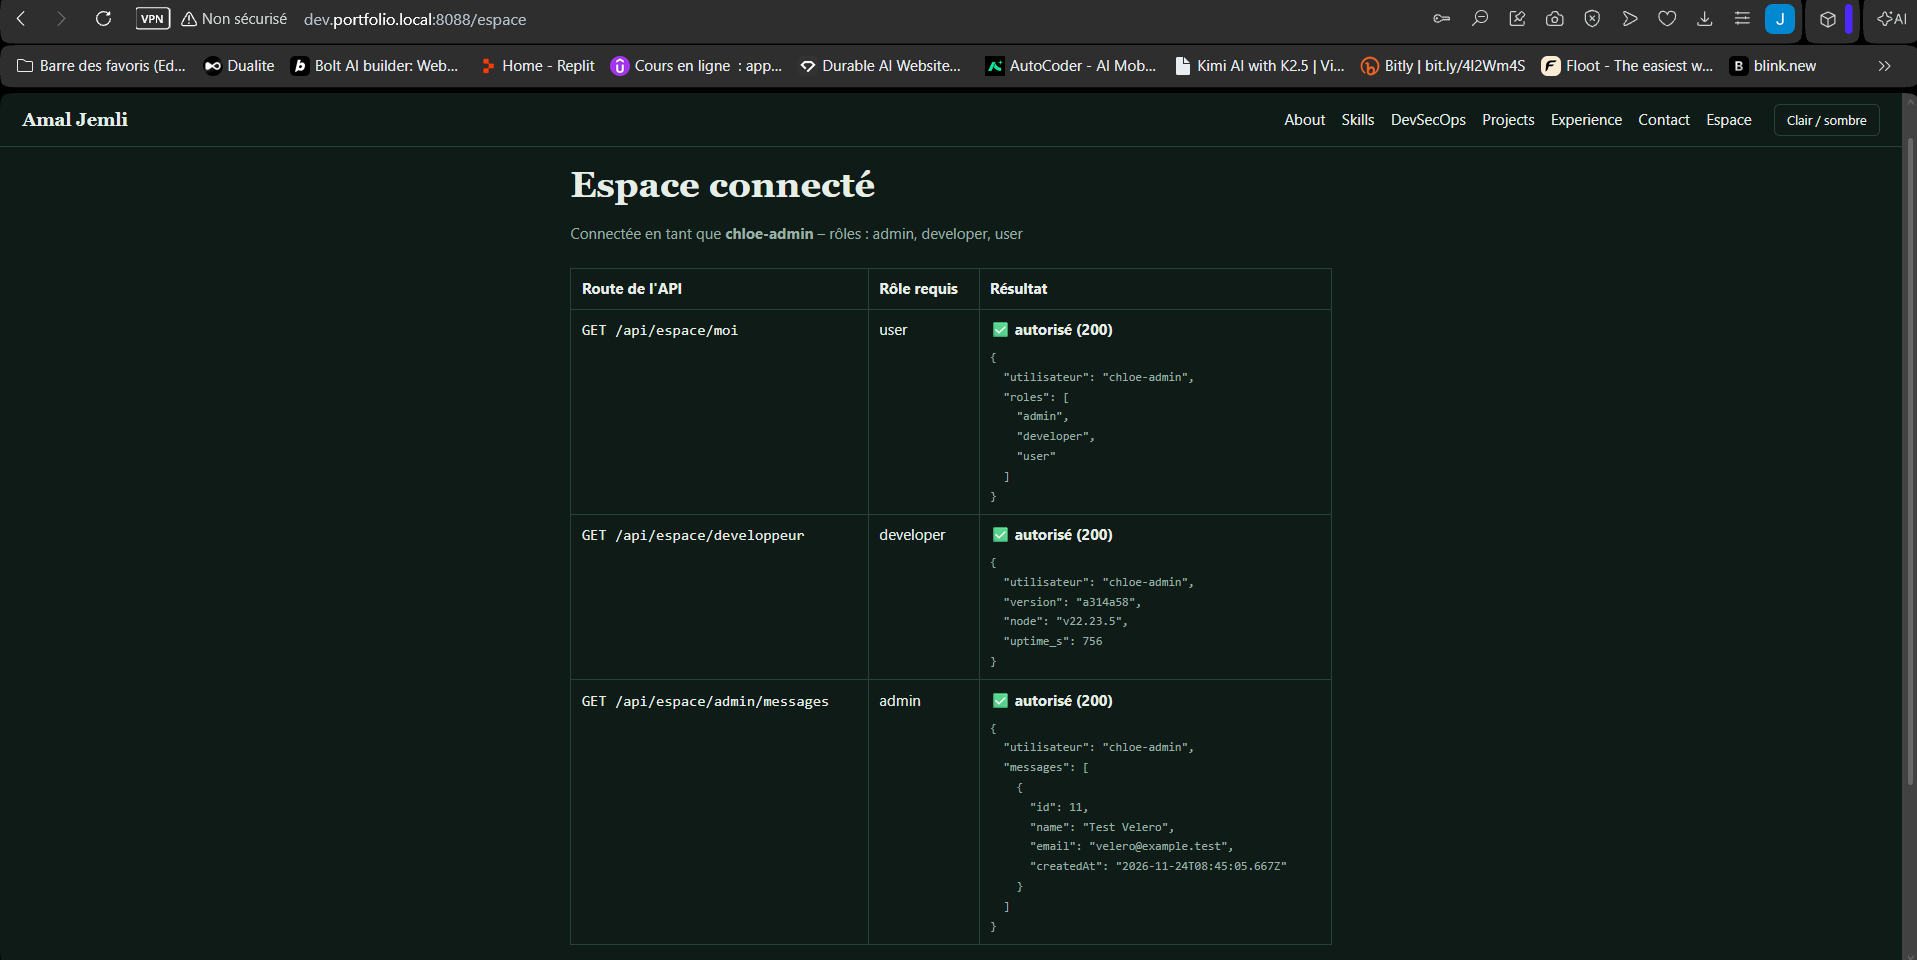 VPN Non sécurisé dev.portfolio.local:8088/espace J AI
Barre des favoris (Ed... Dualite Bolt AI builder: Web... Home - Replit Cours en ligne : app... Durable AI Website... AutoCoder - AI Mob... Kimi AI with K2.5 | Vi... Bitly | bit.ly/4l2Wm4S Floot - The easiest w... blink.new
Amal Jemli About Skills DevSecOps Projects Experience Contact Espace Clair / sombre
Espace connecté
Connectée en tant que chloe-admin – rôles : admin, developer, user
Route de l'API Rôle requis Résultat
GET /api/espace/moi user autorisé (200)
{
"utilisateur": "chloe-admin",
"roles": [
"admin",
"developer",
"user"
]
}
GET /api/espace/developpeur developer autorisé (200)
{
"utilisateur": "chloe-admin",
"version": "a314a58",
"node": "v22.23.5",
"uptime_s": 756
}
GET /api/espace/admin/messages admin autorisé (200)
{
"utilisateur": "chloe-admin",
"messages": [
{
"id": 11,
"name": "Test Velero",
"email": "velero@example.test",
"createdAt": "2026-11-24T08:45:05.667Z"
}
]
}